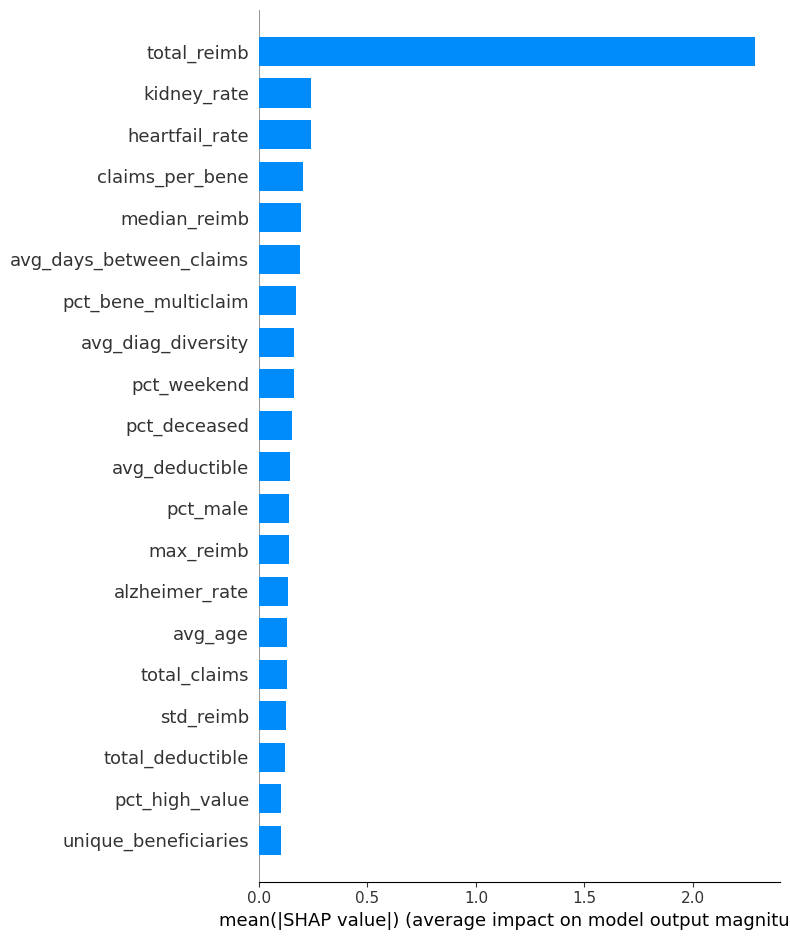 total_reimb
kidney_rate
heartfail_rate
claims_per_bene
median_reimb
avg_days_between_claims
pct_bene_multiclaim
avg_diag_diversity
pct_weekend
pct_deceased
avg_deductible
pct_male
max_reimb
alzheimer_rate
avg_age
total_claims
std_reimb
total_deductible
pct_high_value
unique_beneficiaries
0.0 0.5 1.0 1.5 2.0
mean(|SHAP value|) (average impact on model output magnitu